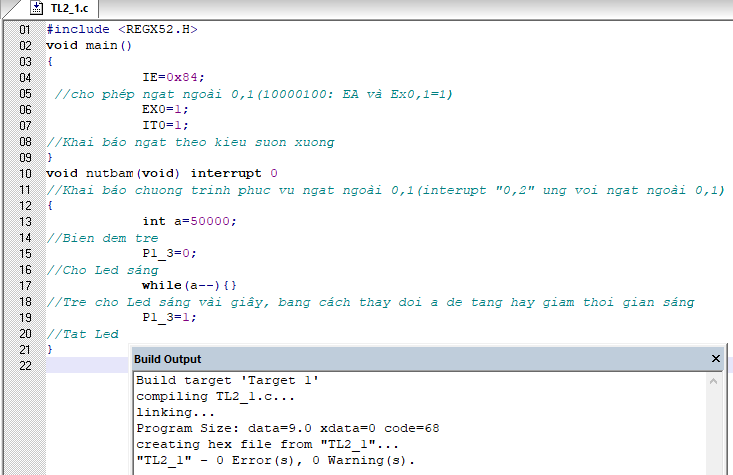 TL2_1.c
01 #include <REGX52.H>
02 void main()
03 {
04 IE=0x84;
05 //cho phép ngat ngoài 0,1(10000100: EA và Ex0,1=1)
06 EX0=1;
07 IT0=1;
08 //Khai báo ngat theo kieu suon xuong
09 }
10 void nutbam(void) interrupt 0
11 //Khai báo chuong trinh phuc vu ngat ngoài 0,1(interupt "0,2" ung voi ngat ngoài 0,1)
12 {
13 int a=50000;
14 //Bien dem tre
15 P1_3=0;
16 //Cho Led sáng
17 while(a--){}
18 //Tre cho Led sáng vài giây, bang cách thay doi a de tang hay giam thoi gian sáng
19 P1_3=1;
20 //Tat Led
21 }
22
Build Output
Build target 'Target 1'
compiling TL2_1.c...
linking...
Program Size: data=9.0 xdata=0 code=68
creating hex file from "TL2_1"...
"TL2_1" - 0 Error(s), 0 Warning(s).